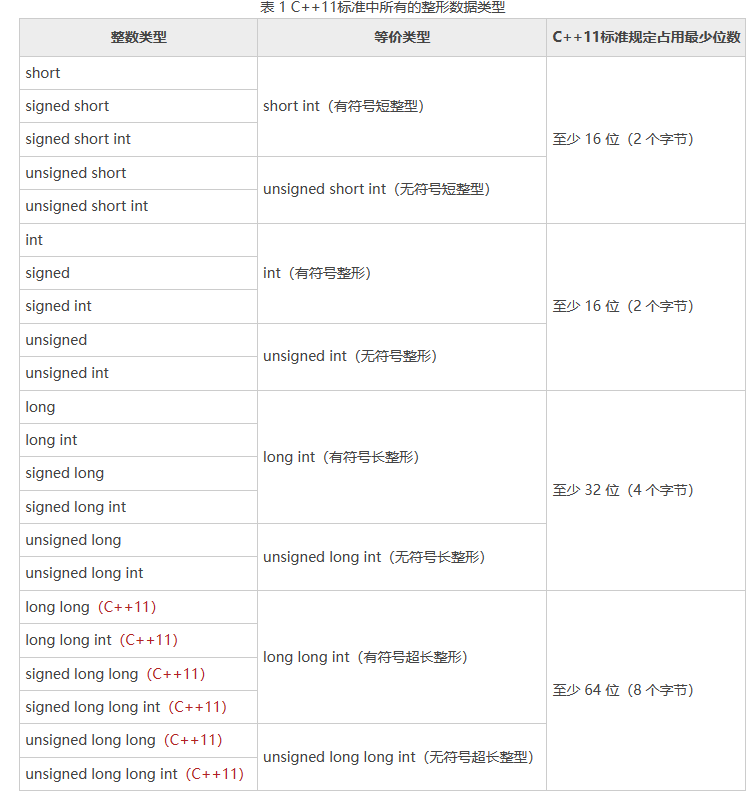 表 1 C++11标准中所有的整形数据类型
整数类型 等价类型 C++11标准规定占用最少位数
short
signed short short int（有符号短整型）
signed short int 至少 16 位（2 个字节）
unsigned short
unsigned short int（无符号短整型）
unsigned short int
int
signed int（有符号整形）
signed int 至少 16 位（2 个字节）
unsigned
unsigned int（无符号整形）
unsigned int
long
long int
long int（有符号长整形）
signed long
至少 32 位（4 个字节）
signed long int
unsigned long
unsigned long int（无符号长整形）
unsigned long int
long long（C++11）
long long int（C++11）
long long int（有符号超长整形）
signed long long（C++11）
至少 64 位（8 个字节）
signed long long int（C++11）
unsigned long long（C++11）
unsigned long long int（无符号超长整型）
unsigned long long int（C++11）